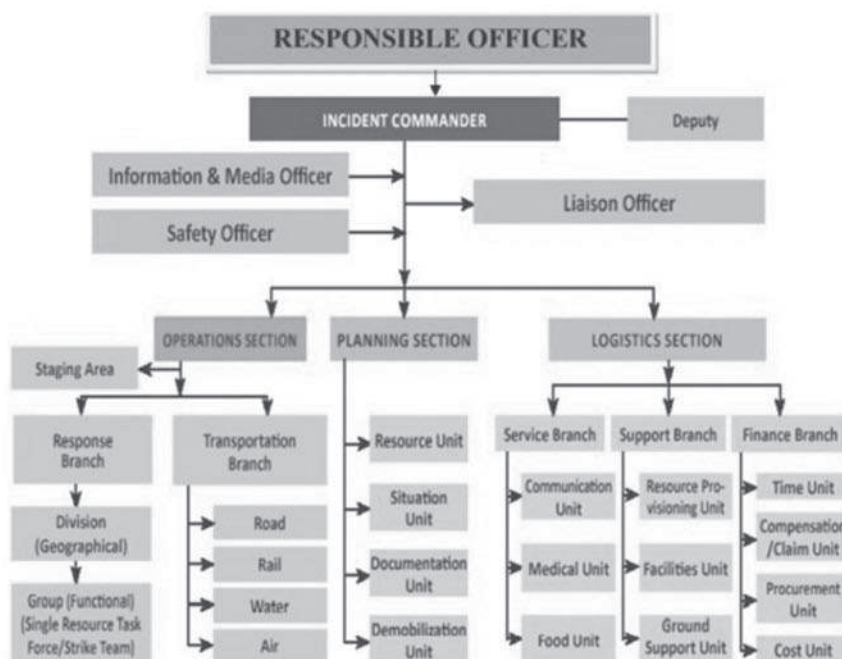 RESPONSIBLE OFFICER
INCIDENT COMMANDER
Deputy
Information & Media Officer
Liaison Officer
Safety Officer
OPERATIONS SECTION
PLANNING SECTION
LOGISTICS SECTION
Staging Area
Response
Branch
Transportation
Branch
Division
(Geographical)
Group (Functional)
(Single Resource Task
Force/Strike Team)
Road
Rail
Water
Air
Resource Unit
Situation
Unit
Documentation
Unit
Demobilization
Unit
Service Branch
Communication
Unit
Medical Unit
Food Unit
Support Branch
Resource Pro-
visioning Unit
Facilities Unit
Ground
Support Unit
Finance Branch
Time Unit
Compensation
/Claim Unit
Procurement
Unit
Cost Unit